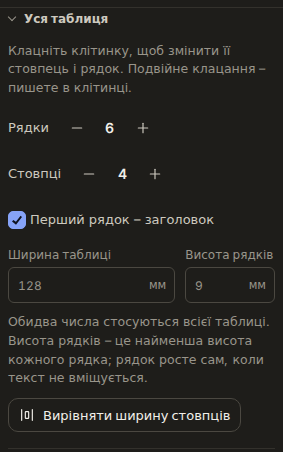 Уся таблиця
Клацніть клітинку, щоб змінити її
стовпець і рядок. Подвійне клацання –
пишете в клітинці.
Рядки — 6 +
Стовпці — 4 +
Перший рядок – заголовок
Ширина таблиці Висота рядків
128 мм 9 мм
Обидва числа стосуються всієї таблиці.
Висота рядків – це найменша висота
кожного рядка; рядок росте сам, коли
текст не вміщується.
Вирівняти ширину стовпців